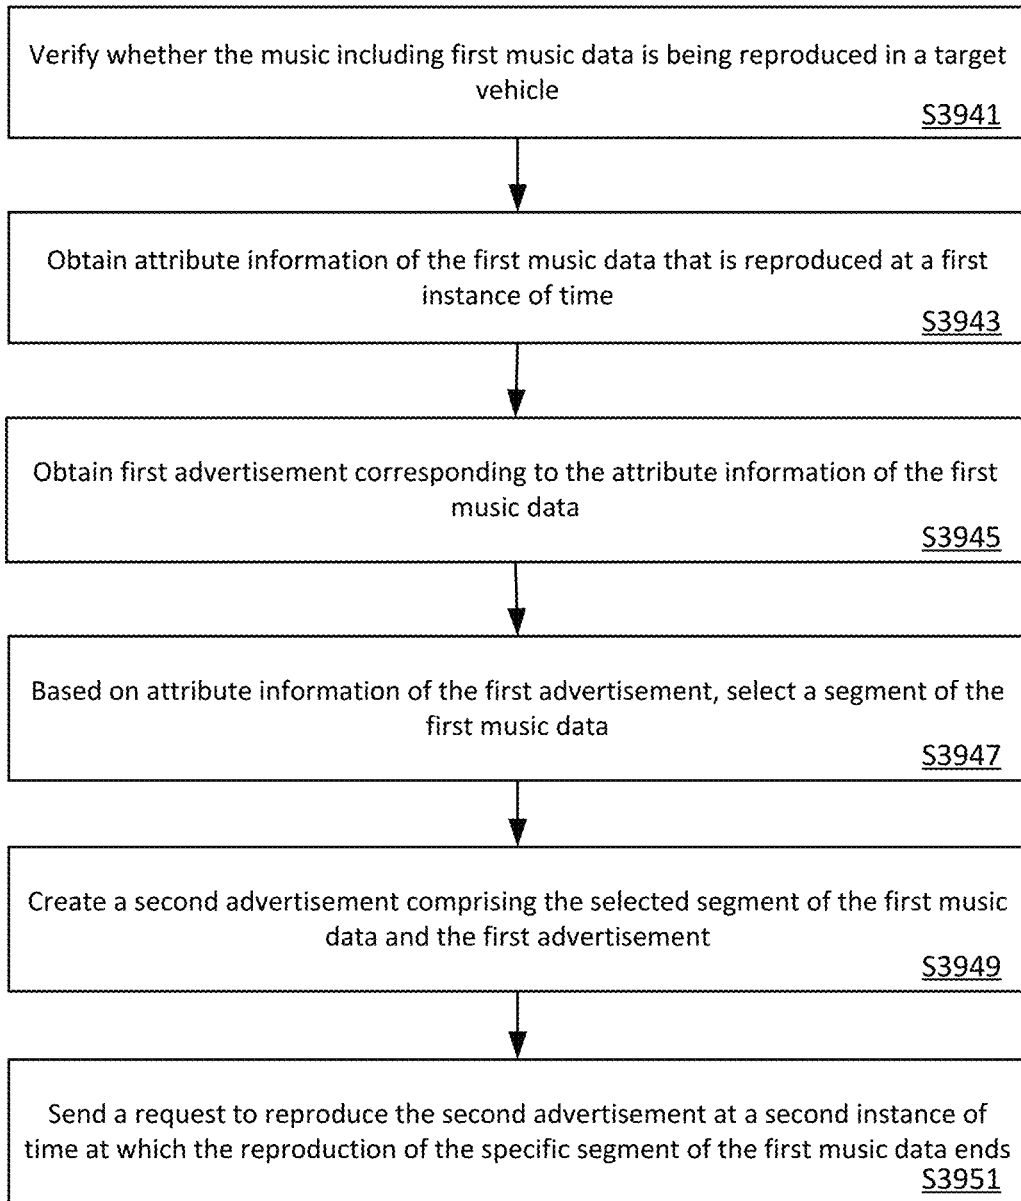 Verify whether the music including first music data is being reproduced in a target
vehicle
S3941
Obtain attribute information of the first music data that is reproduced at a first
instance of time
S3943
Obtain first advertisement corresponding to the attribute information of the first
music data
S3945
Based on attribute information of the first advertisement, select a segment of the
first music data
S3947
Create a second advertisement comprising the selected segment of the first music
data and the first advertisement
S3949
Send a request to reproduce the second advertisement at a second instance of
time at which the reproduction of the specific segment of the first music data ends
S3951